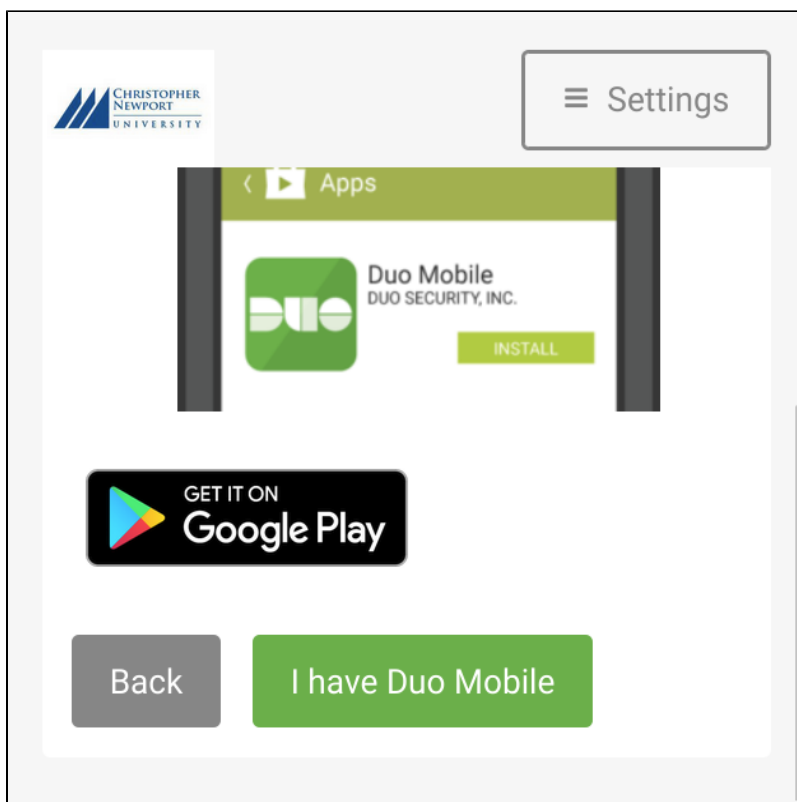 CHRISTOPHER
NEWPORT
UNIVERSITY
Settings
Apps
Duo Mobile
DUO SECURITY, INC.
DUO
INSTALL
GET IT ON
Google Play
Back
I have Duo Mobile